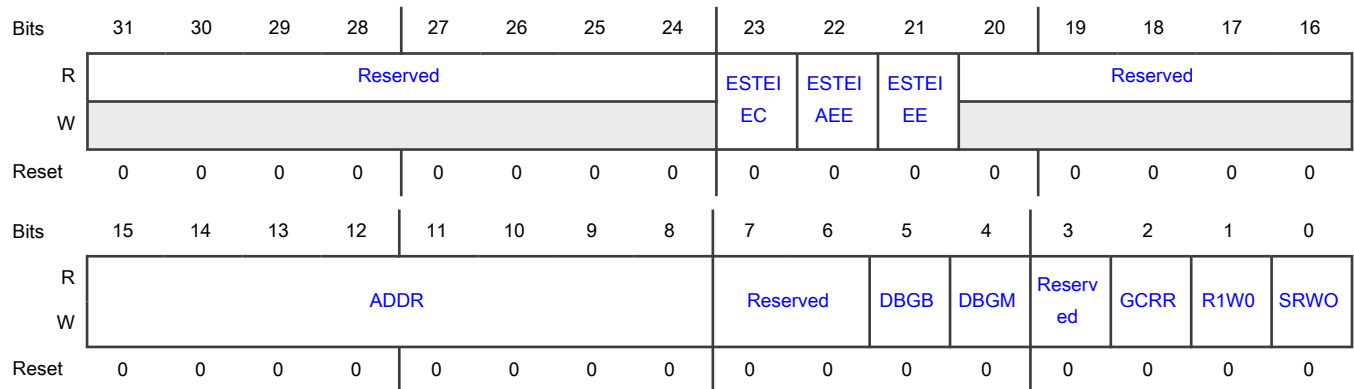 Bits 31 30 29 28 27 26 25 24 23 22 21 20 19 18 17 16
R Reserved ESTEI EC ESTEI AEE ESTEI EE Reserved
W
Reset 0 0 0 0 0 0 0 0 0 0 0 0 0 0 0 0
Bits 15 14 13 12 11 10 9 8 7 6 5 4 3 2 1 0
R ADDR Reserved DBGB DBGM Reserv ed GCRR R1W0 SRWO
W
Reset 0 0 0 0 0 0 0 0 0 0 0 0 0 0 0 0